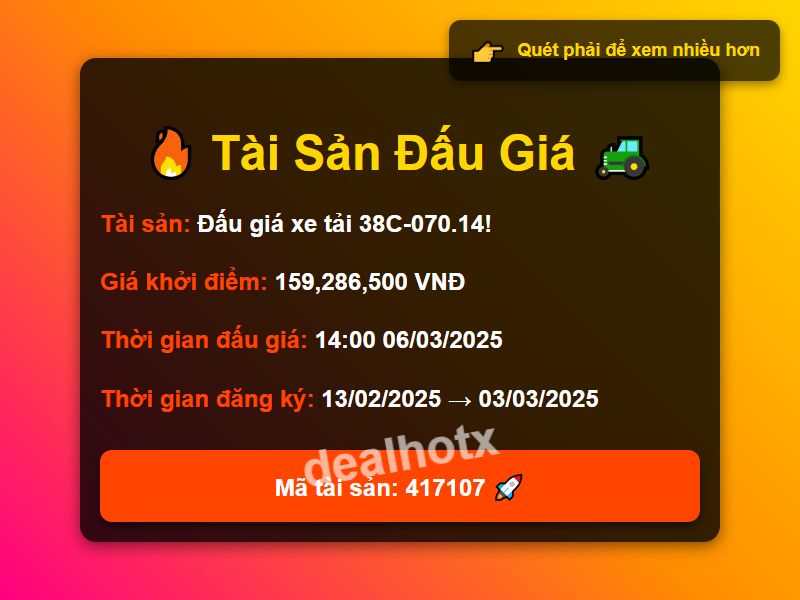 Quét phải để xem nhiều hơn
Tài Sản Đấu Giá
Tài sản: Đấu giá xe tải 38C-070.14!
Giá khởi điểm: 159,286,500 VNĐ
Thời gian đấu giá: 14:00 06/03/2025
Thời gian đăng ký: 13/02/2025 → 03/03/2025
dealhotx
Mã tài sản: 417107